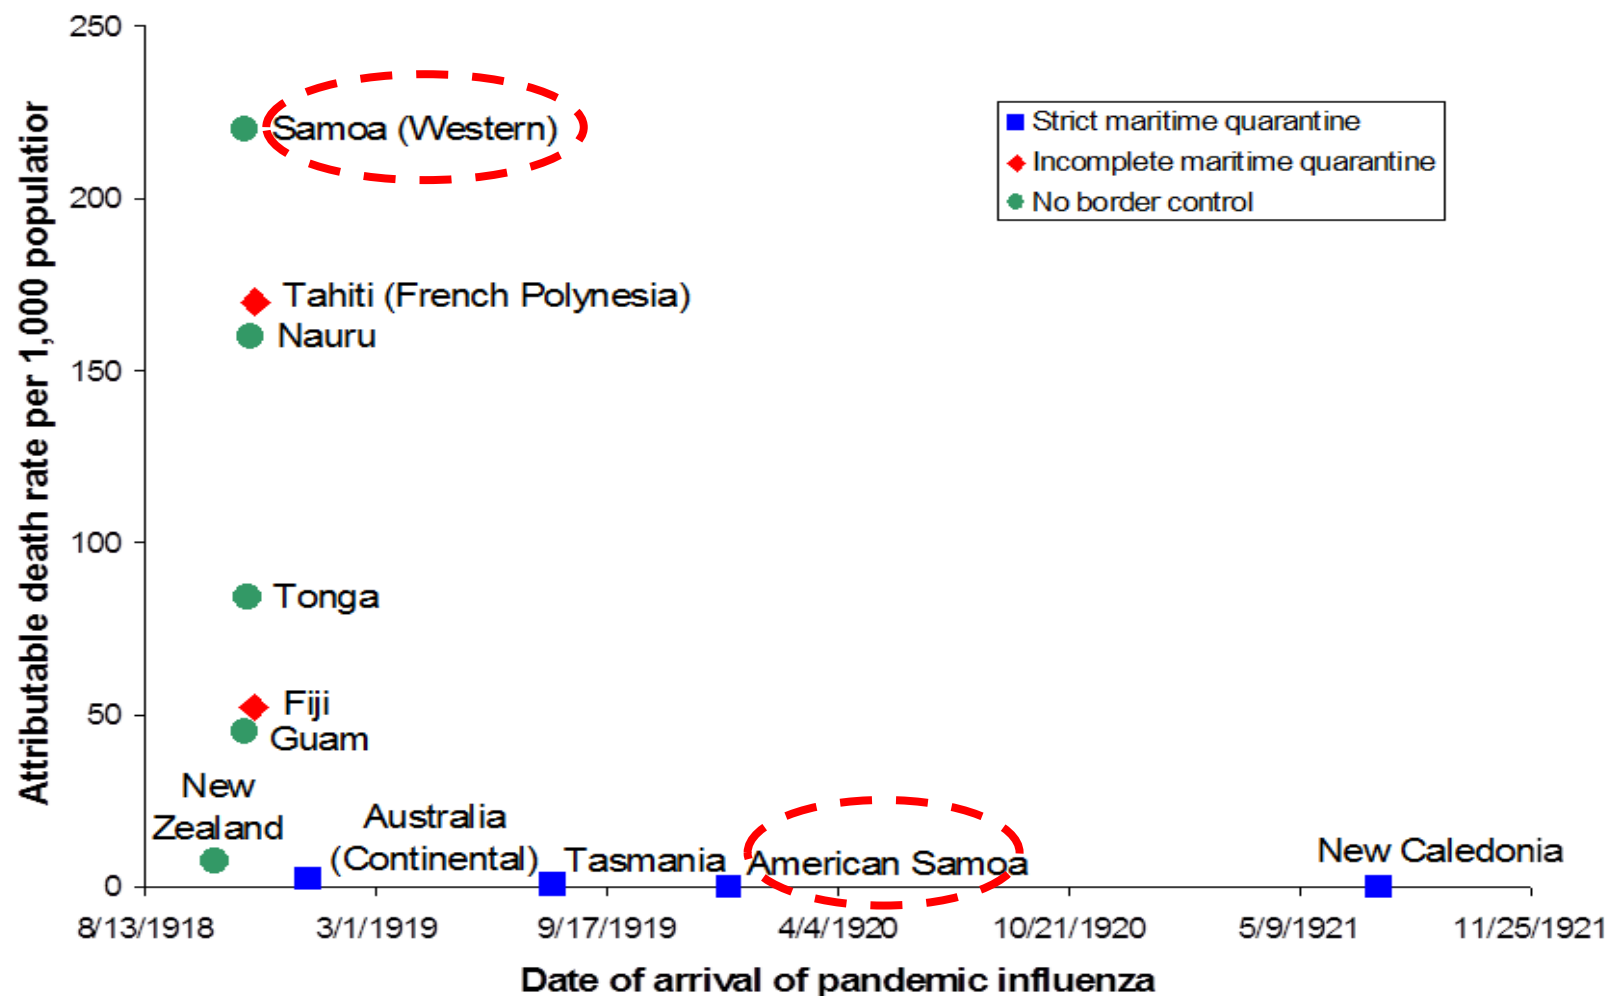 250
Samoa (Western)
Strict maritime quarantine
Incomplete maritime quarantine
No border control
200
Tahiti (French Polynesia)
Nauru
150
100
Tonga
Fiji
50
Guam
New
Zealand
Australia
(Continental)
Tasmania
American Samoa
New Caledonia
0
8/13/1918 3/1/1919 9/17/1919 4/4/1920 10/21/1920 5/9/1921 11/25/1921
Date of arrival of pandemic influenza
Attributable death rate per 1,000 populatior